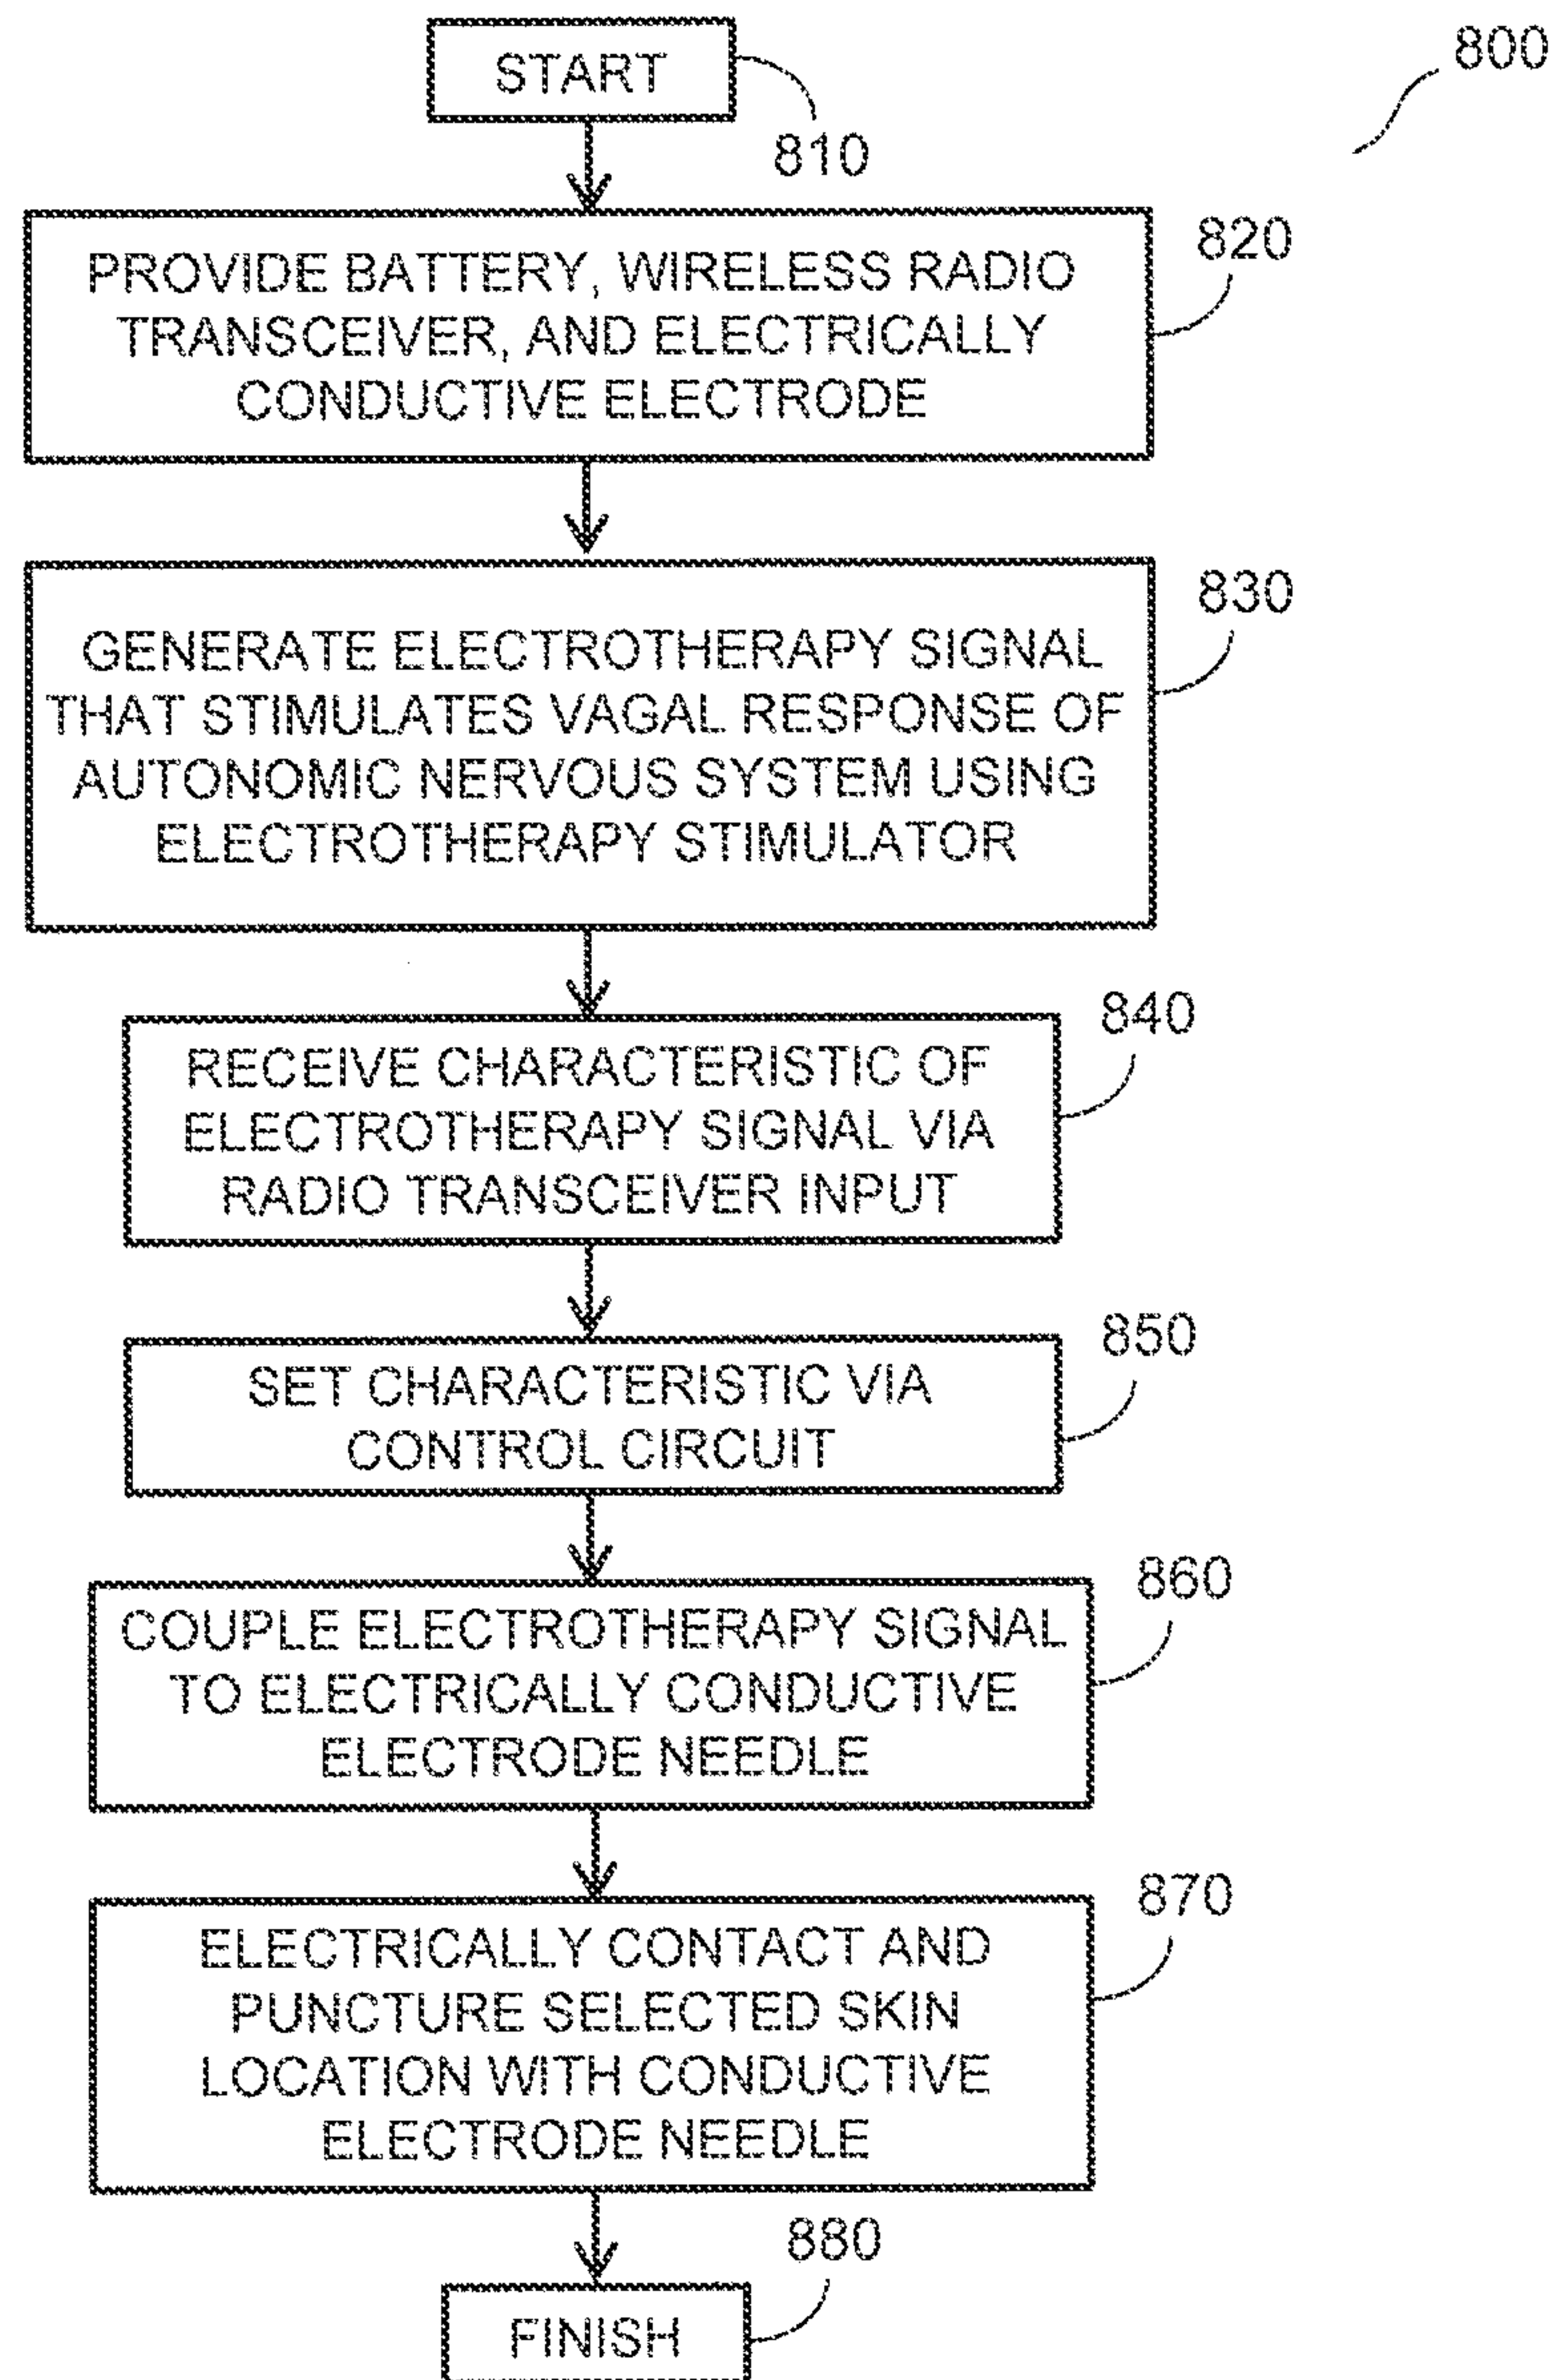 800
START
810
PROVIDE BATTERY, WIRELESS RADIO
TRANSCEIVER, AND ELECTRICALLY
CONDUCTIVE ELECTRODE
820
GENERATE ELECTROTHERAPY SIGNAL
THAT STIMULATES VAGAL RESPONSE OF
AUTONOMIC NERVOUS SYSTEM USING
ELECTROTHERAPY STIMULATOR
830
RECEIVE CHARACTERISTIC OF
ELECTROTHERAPY SIGNAL VIA
RADIO TRANSCEIVER INPUT
840
SET CHARACTERISTIC VIA
CONTROL CIRCUIT
850
COUPLE ELECTROTHERAPY SIGNAL
TO ELECTRICALLY CONDUCTIVE
ELECTRODE NEEDLE
860
ELECTRICALLY CONTACT AND
PUNCTURE SELECTED SKIN
LOCATION WITH CONDUCTIVE
ELECTRODE NEEDLE
870
FINISH
880